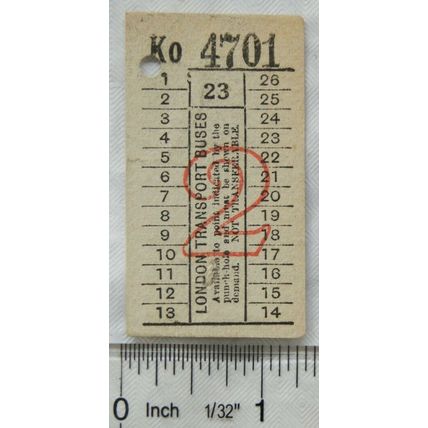 Ko 4701
1 23 26
2 25
3 24
4 23
5 22
6 21
7 20
8 19
9 18
10 17
11 16
12 15
13 14
LONDON TRANSPORT BUSES
Available to point indicated by the
punch-hole and must be shown on
demand. NOT TRANSFERABLE.
2
0 Inch 1/32" 1